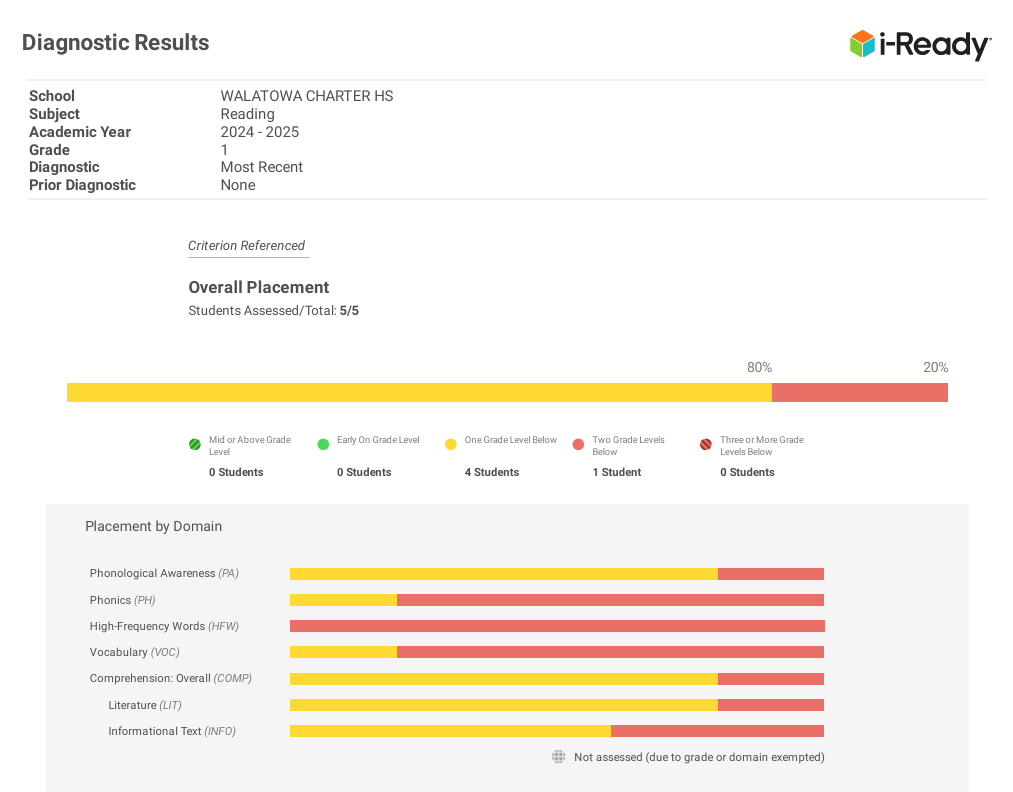 Diagnostic Results
i-Ready
School WALATOWA CHARTER HS
Subject Reading
Academic Year 2024 - 2025
Grade 1
Diagnostic Most Recent
Prior Diagnostic None
Criterion Referenced
Overall Placement
Students Assessed/Total: 5/5
80% 20%
Mid or Above Grade Level
0 Students
Early On Grade Level
0 Students
One Grade Level Below
4 Students
Two Grade Levels Below
1 Student
Three or More Grade Levels Below
0 Students
Placement by Domain
Phonological Awareness (PA)
Phonics (PH)
High-Frequency Words (HFW)
Vocabulary (VOC)
Comprehension: Overall (COMP)
Literature (LIT)
Informational Text (INFO)
Not assessed (due to grade or domain exempted)